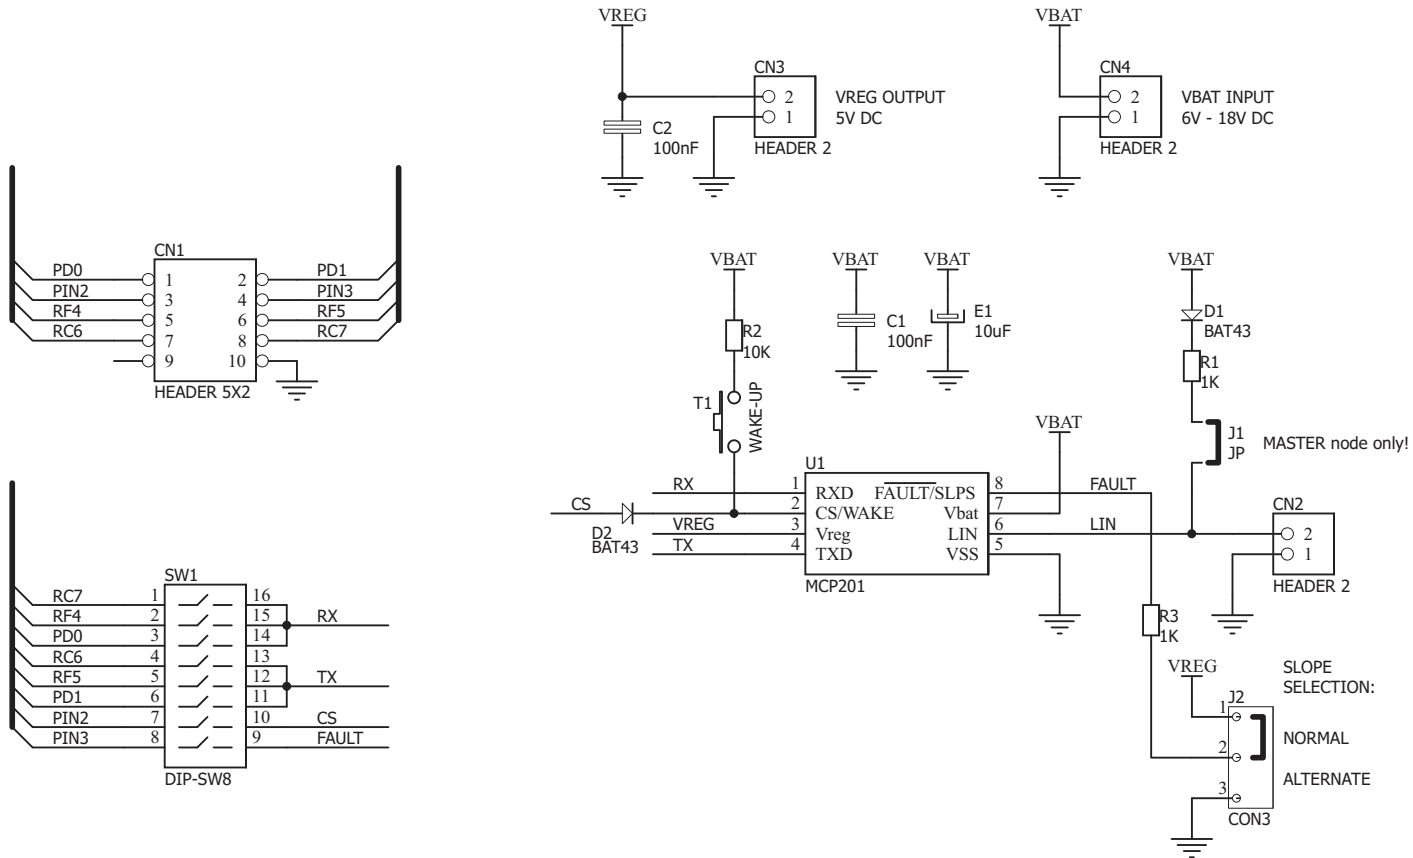 VREG
CN3
2
1
HEADER 2
VREG OUTPUT
5V DC
C2
100nF
VBAT
CN4
2
1
HEADER 2
VBAT INPUT
6V - 18V DC
CN1
PD0 1 2 PD1
PIN2 3 4 PIN3
RF4 5 6 RF5
RC6 7 8 RC7
9 10
HEADER 5X2
VBAT
R2
10K
T1
WAKE-UP
VBAT
C1
100nF
VBAT
E1
10uF
VBAT
D1
BAT43
R1
1K
J1
JP
MASTER node only!
VBAT
U1
RX 1 RXD FAULT/SLPS 8 FAULT
CS 2 CS/WAKE Vbat 7
VREG 3 Vreg LIN 6 LIN
TX 4 TXD VSS 5
MCP201
D2
BAT43
CN2
2
1
HEADER 2
R3
1K
VREG
SLOPE
SELECTION:
J2
1
2
3
NORMAL
ALTERNATE
CON3
SW1
RC7 1 16
RF4 2 15 RX
PD0 3 14
RC6 4 13
RF5 5 12 TX
PD1 6 11
PIN2 7 10 CS
PIN3 8 9 FAULT
DIP-SW8